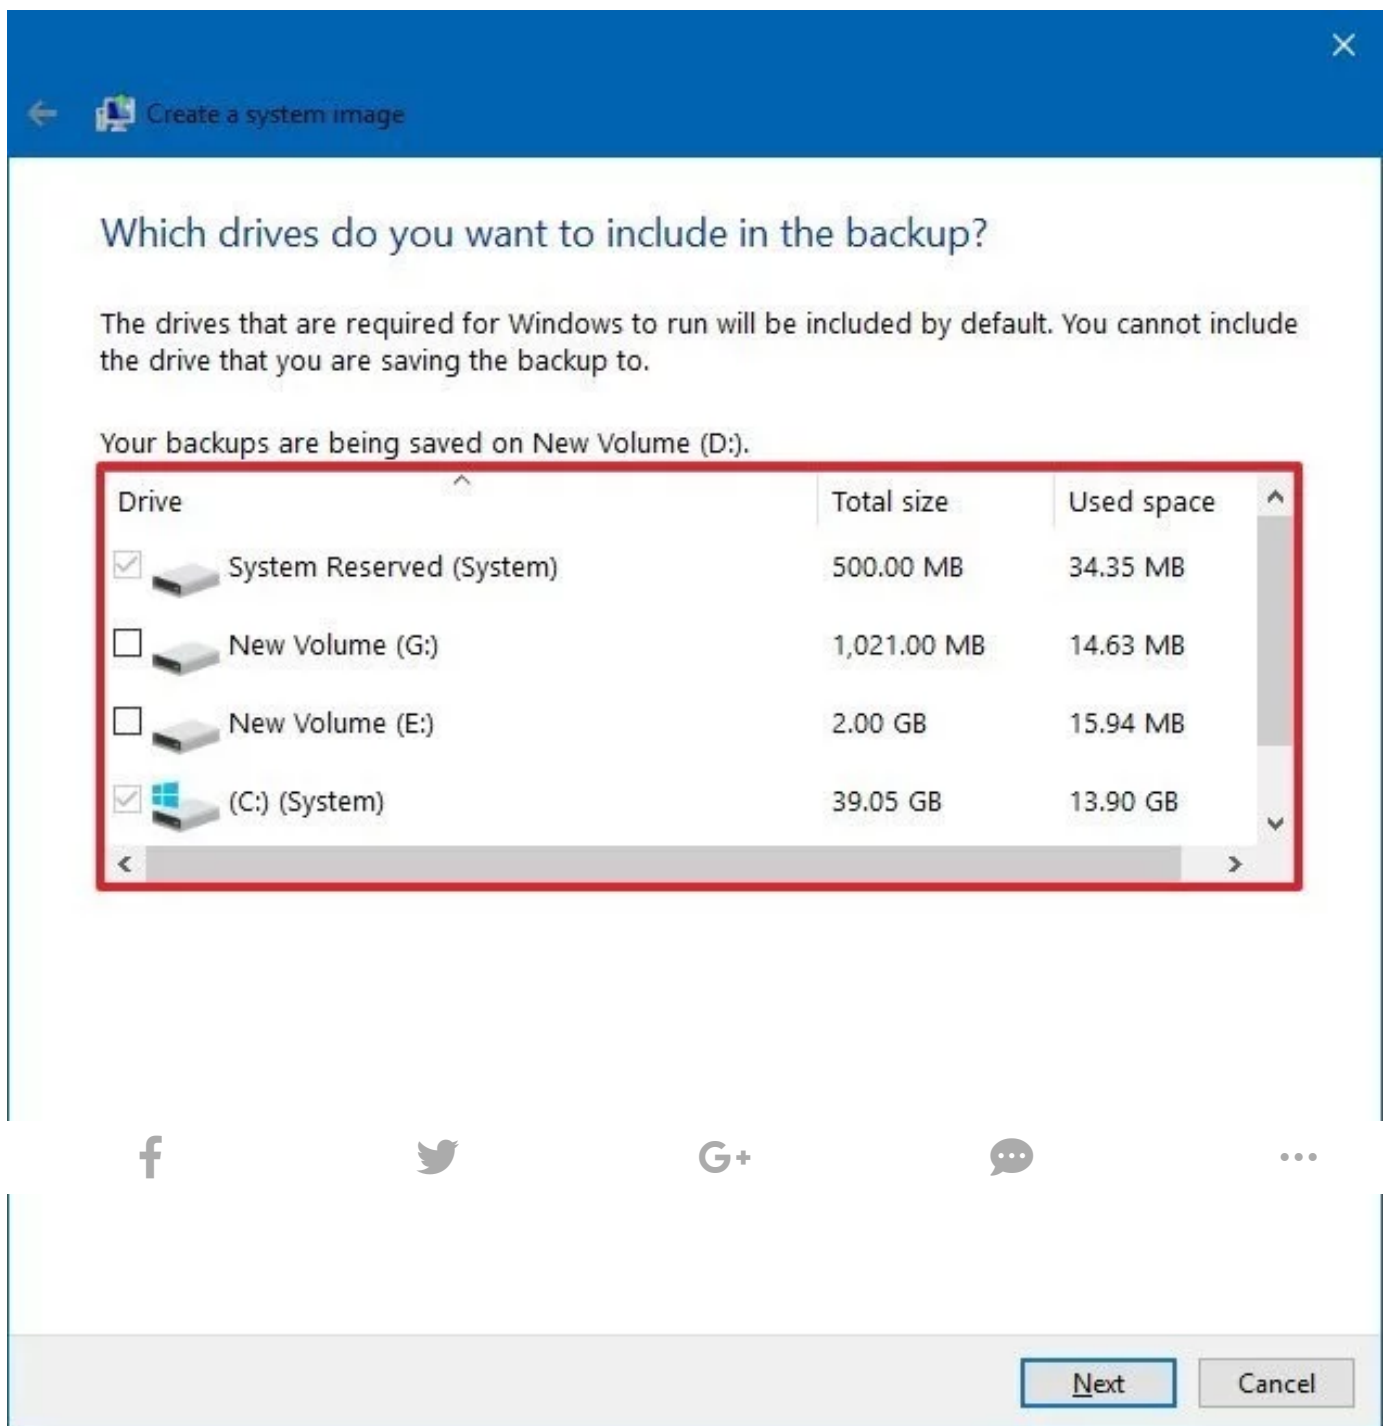 Create a system image
Which drives do you want to include in the backup?
The drives that are required for Windows to run will be included by default. You cannot include
the drive that you are saving the backup to.
Your backups are being saved on New Volume (D:).
Drive Total size Used space
System Reserved (System) 500.00 MB 34.35 MB
New Volume (G:) 1,021.00 MB 14.63 MB
New Volume (E:) 2.00 GB 15.94 MB
(C:) (System) 39.05 GB 13.90 GB
G+
Next Cancel